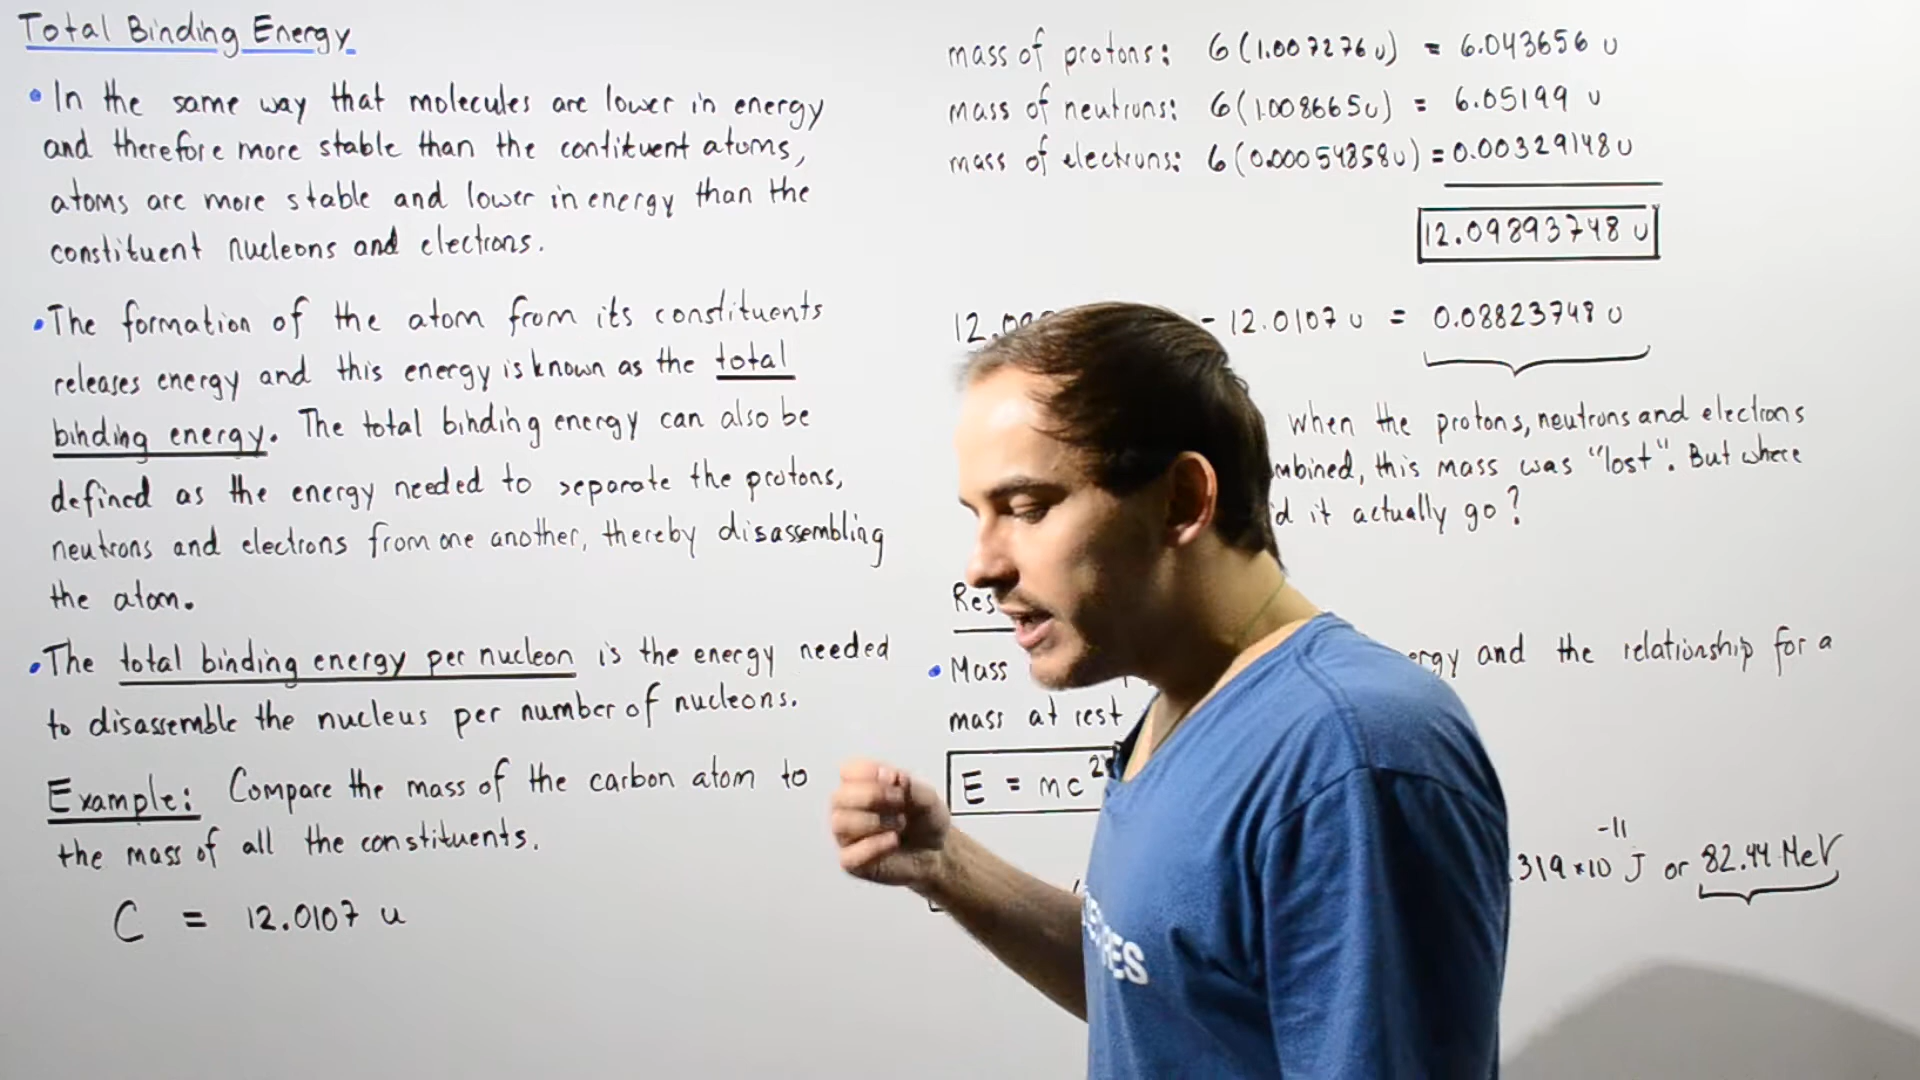 Total Binding Energy
• In the same way that molecules are lower in energy
and therefore more stable than the contituent atoms,
atoms are more stable and lower in energy than the
constituent nucleons and electrons.
• The formation of the atom from its constituents
releases energy and this energy is known as the total
binding energy. The total binding energy can also be
defined as the energy needed to separate the protons,
neutrons and electrons from one another, thereby disassembling
the atom.
• The total binding energy per nucleon is the energy needed
to disassemble the nucleus per number of nucleons.
Example: Compare the mass of the carbon atom to
the mass of all the constituents.
C = 12.0107 u
mass of protons: 6(1.007276 u) = 6.043656 u
mass of neutrons: 6(1.008665u) = 6.05199 u
mass of electrons: 6(0.00054858u) = 0.00329148 u
12.09893748 u
- 12.0107 u = 0.08823748 u
when the protons, neutrons and electrons
this mass was "lost". But where
it actually go?
• Mass and the relationship for a
mass at rest
E = mc²
J or 82.44 MeV